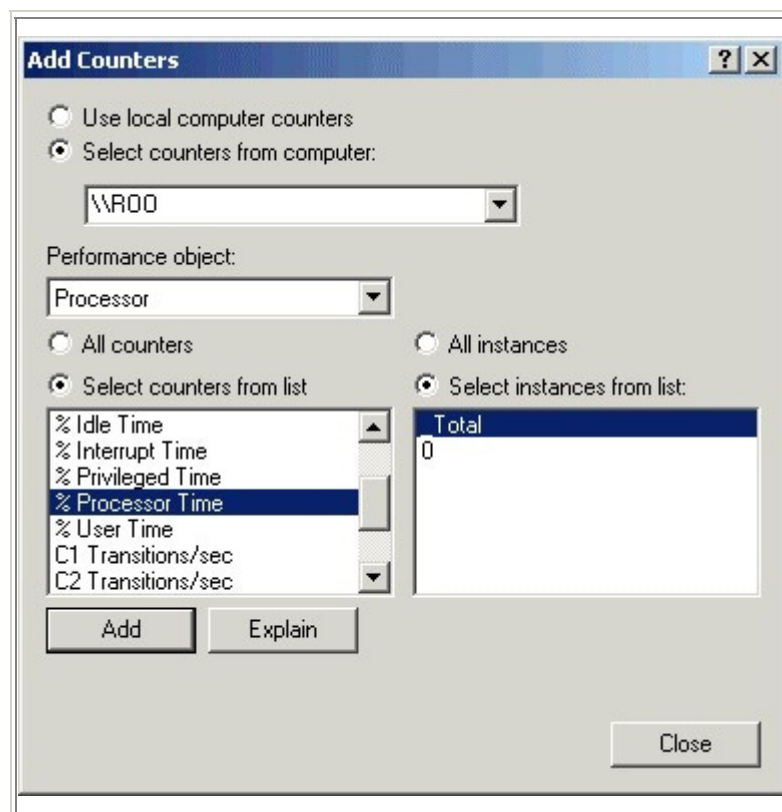 Add Counters
Use local computer counters
Select counters from computer:
\\ROO
Performance object:
Processor
All counters
All instances
Select counters from list
Select instances from list:
% Idle Time
% Interrupt Time
% Privileged Time
% Processor Time
% User Time
C1 Transitions/sec
C2 Transitions/sec
_Total
0
Add
Explain
Close